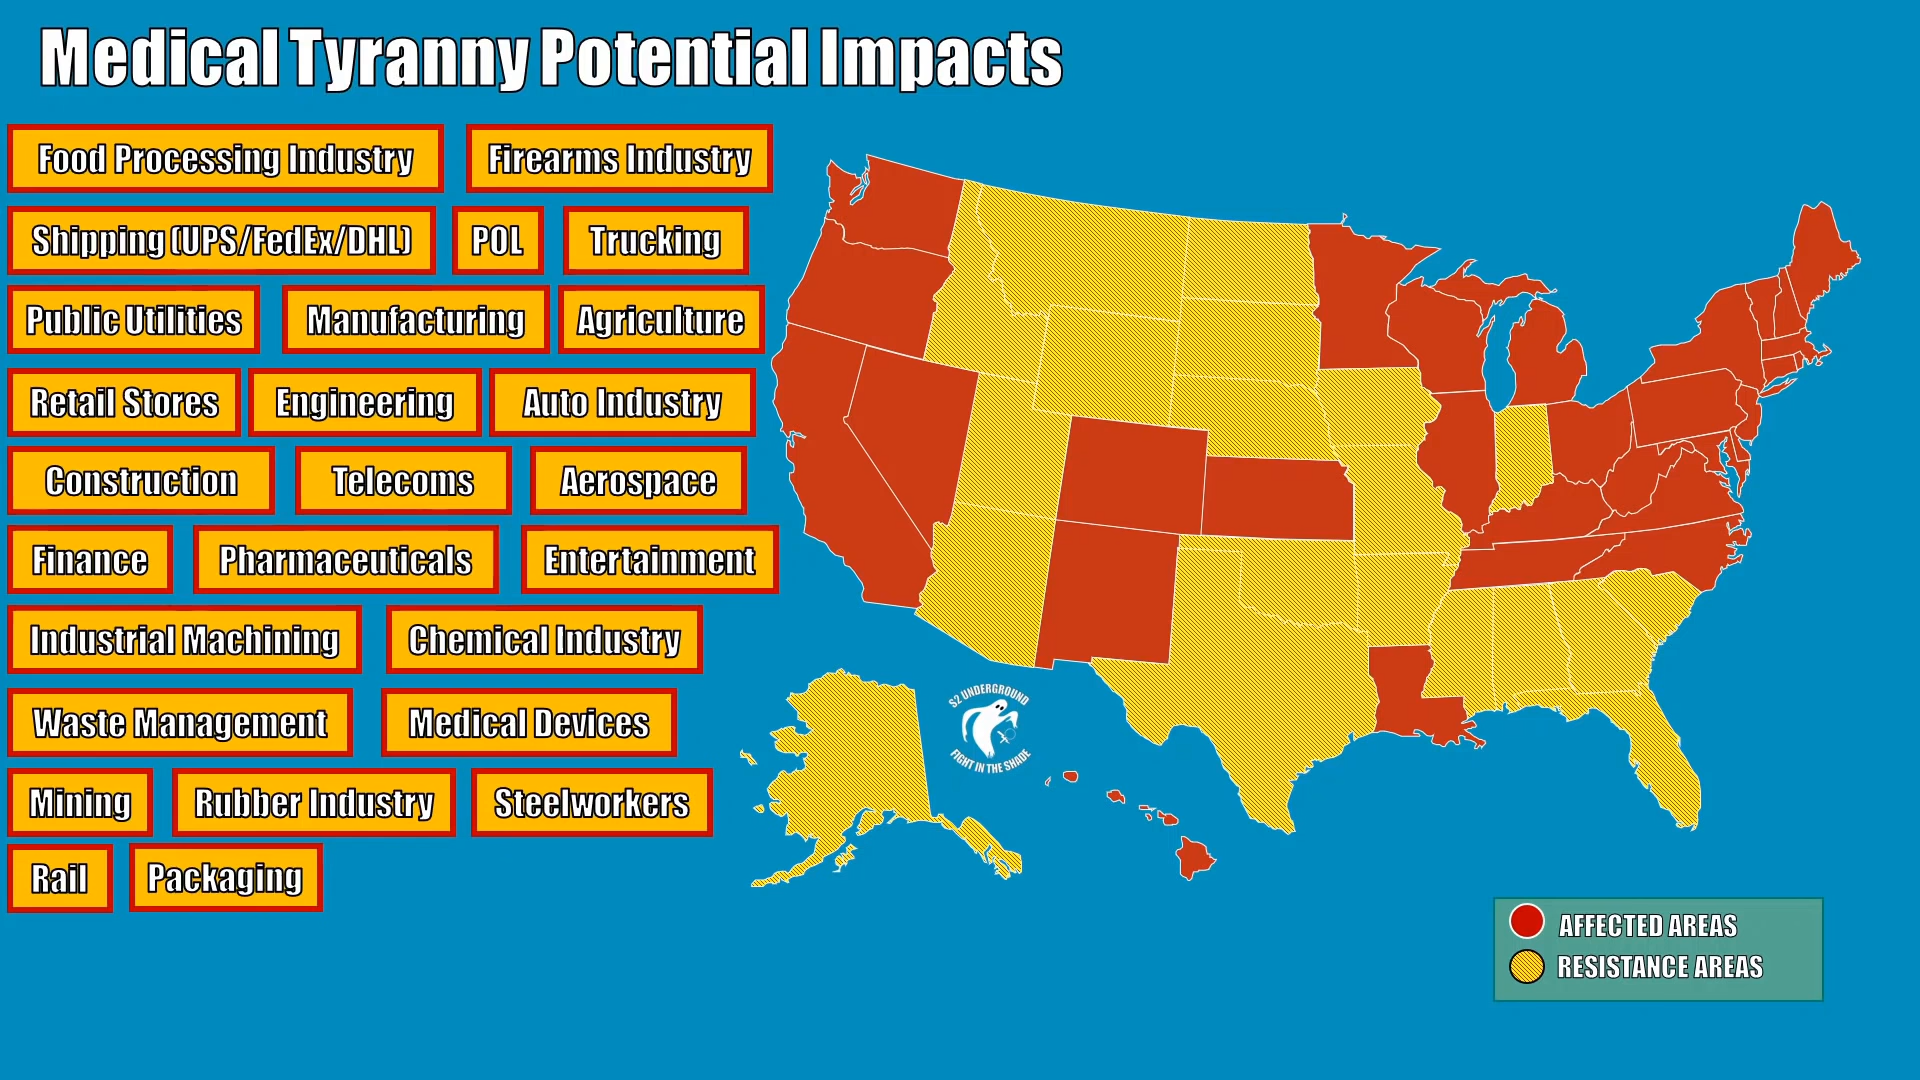 Medical Tyranny Potential Impacts
Food Processing Industry
Firearms Industry
Shipping (UPS/FedEx/DHL)
POL
Trucking
Public Utilities
Manufacturing
Agriculture
Retail Stores
Engineering
Auto Industry
Construction
Telecoms
Aerospace
Finance
Pharmaceuticals
Entertainment
Industrial Machining
Chemical Industry
Waste Management
Medical Devices
Mining
Rubber Industry
Steelworkers
Rail
Packaging
S2 UNDERGROUND
FIGHT IN THE SHADE
AFFECTED AREAS
RESISTANCE AREAS